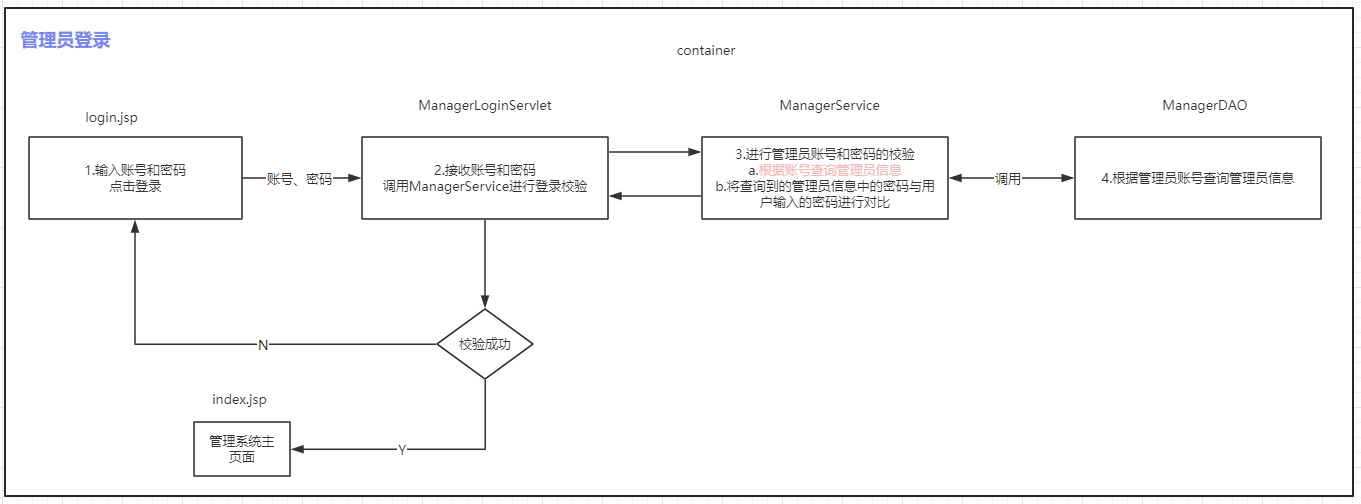 管理员登录
container
login.jsp
ManagerLoginServlet
ManagerService
ManagerDAO
1.输入账号和密码
点击登录
账号、密码
2.接收账号和密码
调用ManagerService进行登录校验
3.进行管理员账号和密码的校验
a.根据账号查询管理员信息
b.将查询到的管理员信息中的密码与用
户输入的密码进行对比
调用
4.根据管理员账号查询管理员信息
校验成功
N
index.jsp
管理系统主
页面
Y